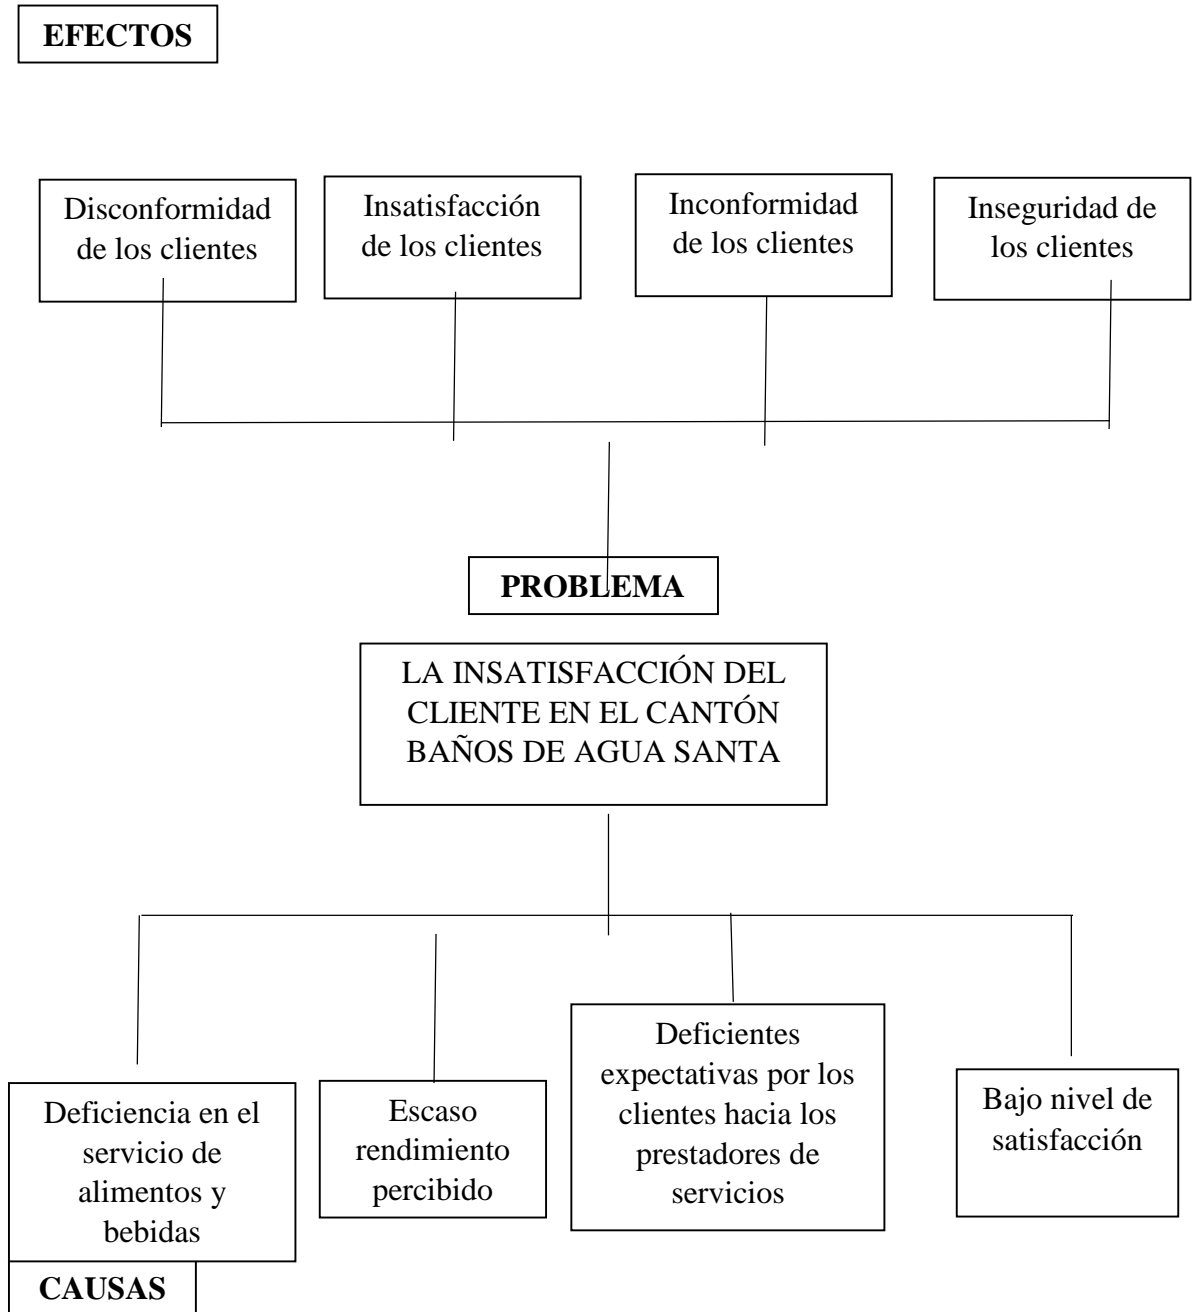 EFECTOS
Disconformidad
de los clientes
Insatisfacción
de los clientes
Inconformidad
de los clientes
Inseguridad de
los clientes
PROBLEMA
LA INSATISFACCIÓN DEL
CLIENTE EN EL CANTÓN
BAÑOS DE AGUA SANTA
Deficiencia en el
servicio de
alimentos y
bebidas
Escaso
rendimiento
percibido
Deficientes
expectativas por los
clientes hacia los
prestadores de
servicios
Bajo nivel de
satisfacción
CAUSAS